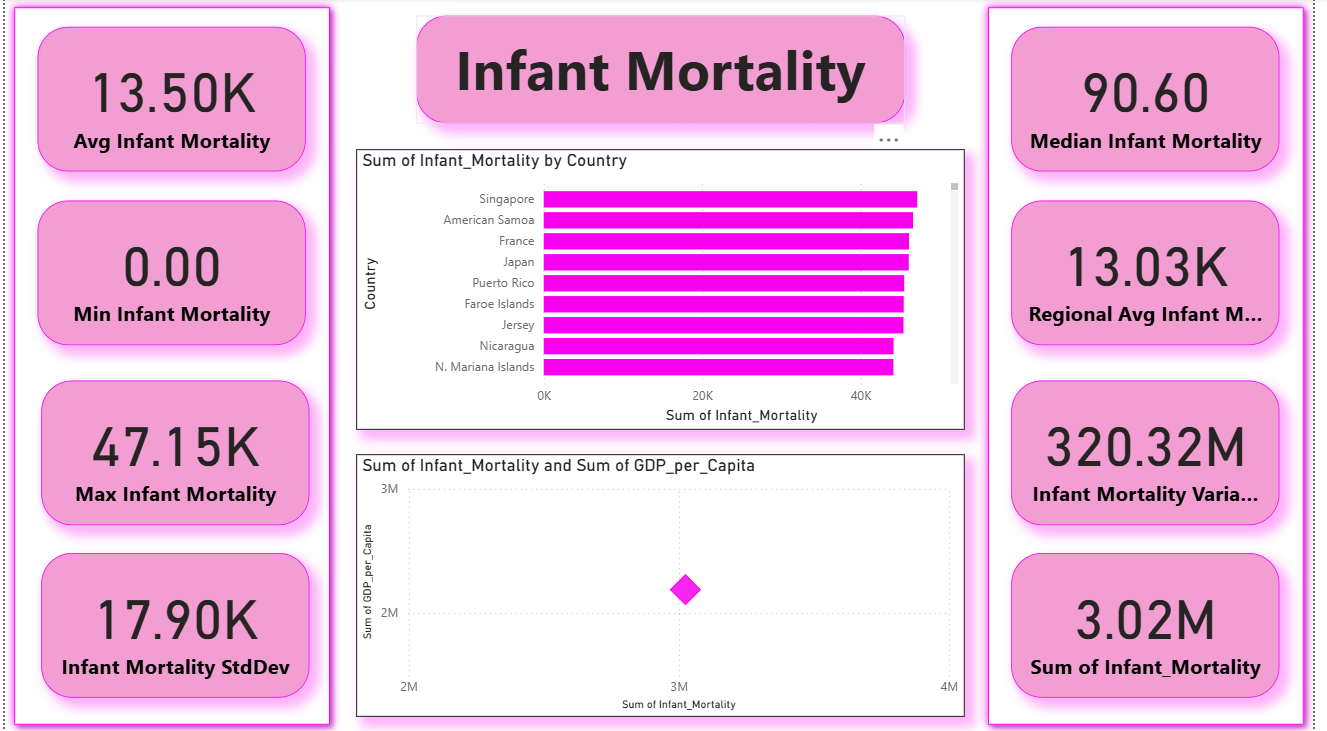 Infant Mortality
13.50K
Avg Infant Mortality
0.00
Min Infant Mortality
47.15K
Max Infant Mortality
17.90K
Infant Mortality StdDev
...
Sum of Infant_Mortality by Country
Country
Singapore
American Samoa
France
Japan
Puerto Rico
Faroe Islands
Jersey
Nicaragua
N. Mariana Islands
0K 20K 40K
Sum of Infant_Mortality
Sum of Infant_Mortality and Sum of GDP_per_Capita
Sum of GDP_per_Capita
3M
2M
2M 3M 4M
Sum of Infant_Mortality
90.60
Median Infant Mortality
13.03K
Regional Avg Infant M...
320.32M
Infant Mortality Varia...
3.02M
Sum of Infant_Mortality